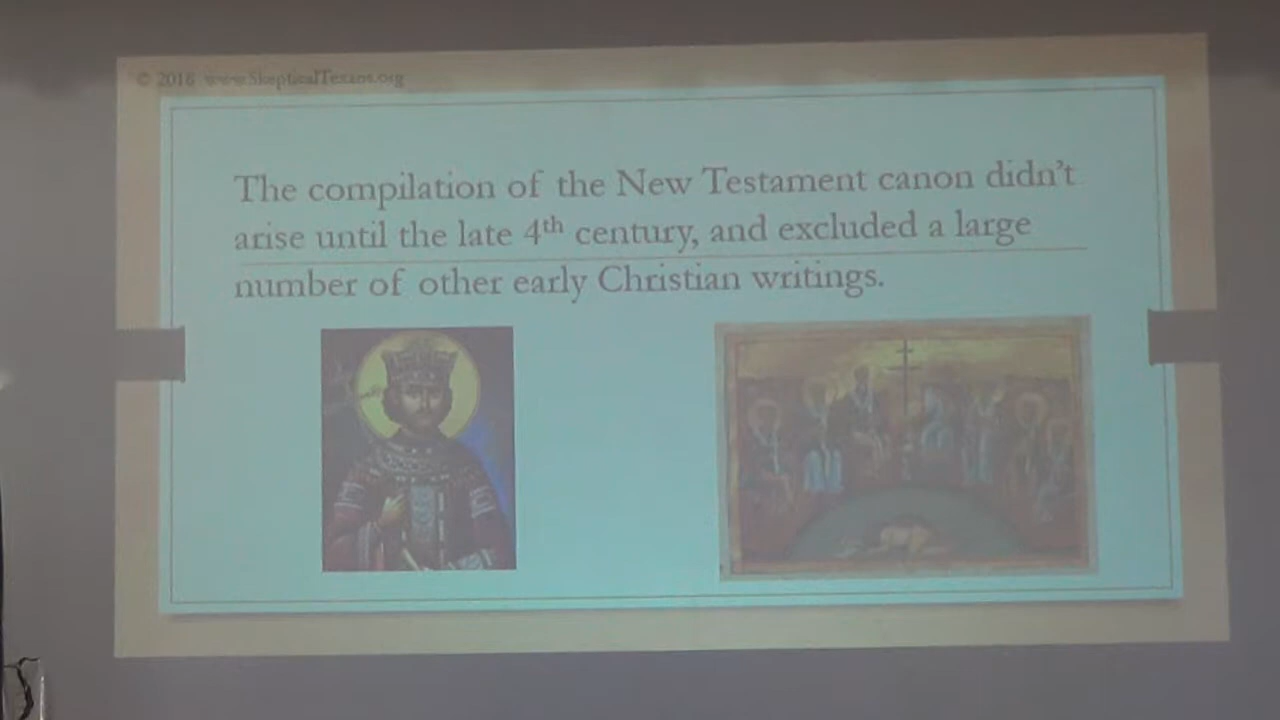 © 2018 www.SkepticalTexans.org
The compilation of the New Testament canon didn't
arise until the late 4th century, and excluded a large
number of other early Christian writings.